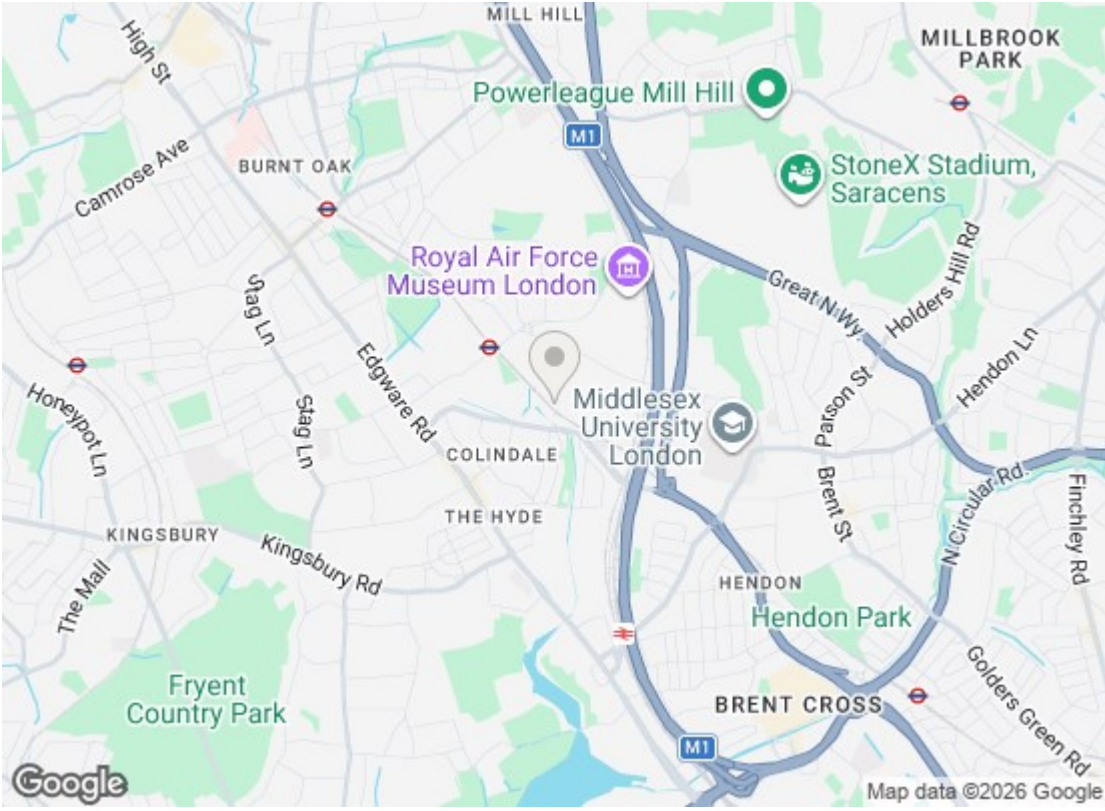 MILL HILL
High St
MILLBROOK
PARK
Powerleague Mill Hill
M1
StoneX Stadium,
Saracens
Camrose Ave
BURNT OAK
Royal Air Force
Museum London
Great N Wy.
Holders Hill Rd
Stag Ln
Edgware Rd
Hendon Ln
Honeypot Ln
Stag Ln
Middlesex
University
London
Parson St
COLINDALE
Brent St
N Circular Rd.
Finchley Rd
THE HYDE
KINGSBURY
Kingsbury Rd
The Mall
HENDON
Hendon Park
Fryent
Country Park
Golders Green Rd
BRENT CROSS
M1
Google
Map data ©2026 Google